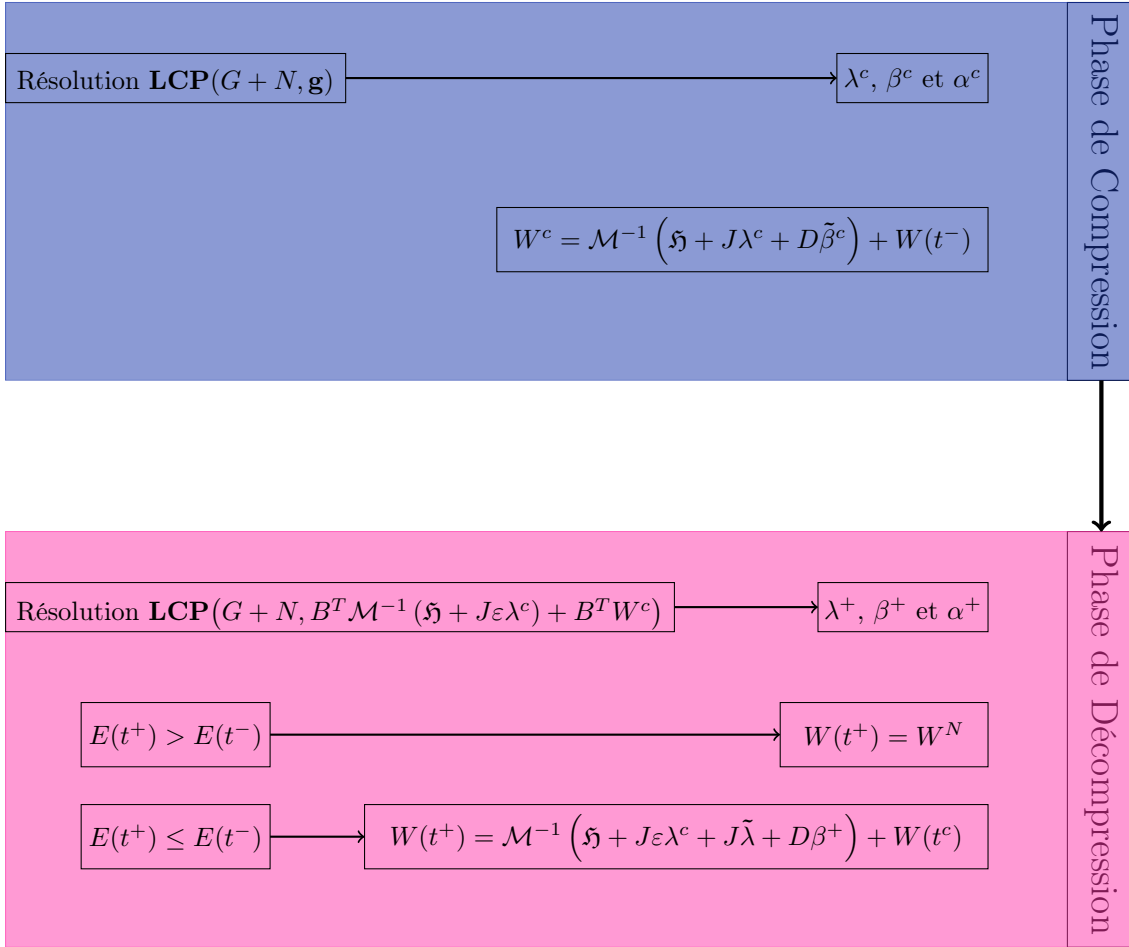 Phase de Compression
Résolution LCP(G + N, g)
λ^c, β^c et α^c
W^c = ℳ^{-1} (ℌ + Jλ^c + Dβ̃^c) + W(t^-)
Phase de Décompression
Résolution LCP(G + N, B^T ℳ^{-1} (ℌ + Jελ^c) + B^T W^c)
λ^+, β^+ et α^+
E(t^+) > E(t^-)
W(t^+) = W^N
E(t^+) ≤ E(t^-)
W(t^+) = ℳ^{-1} (ℌ + Jελ^c + Jλ̃ + Dβ^+) + W(t^c)